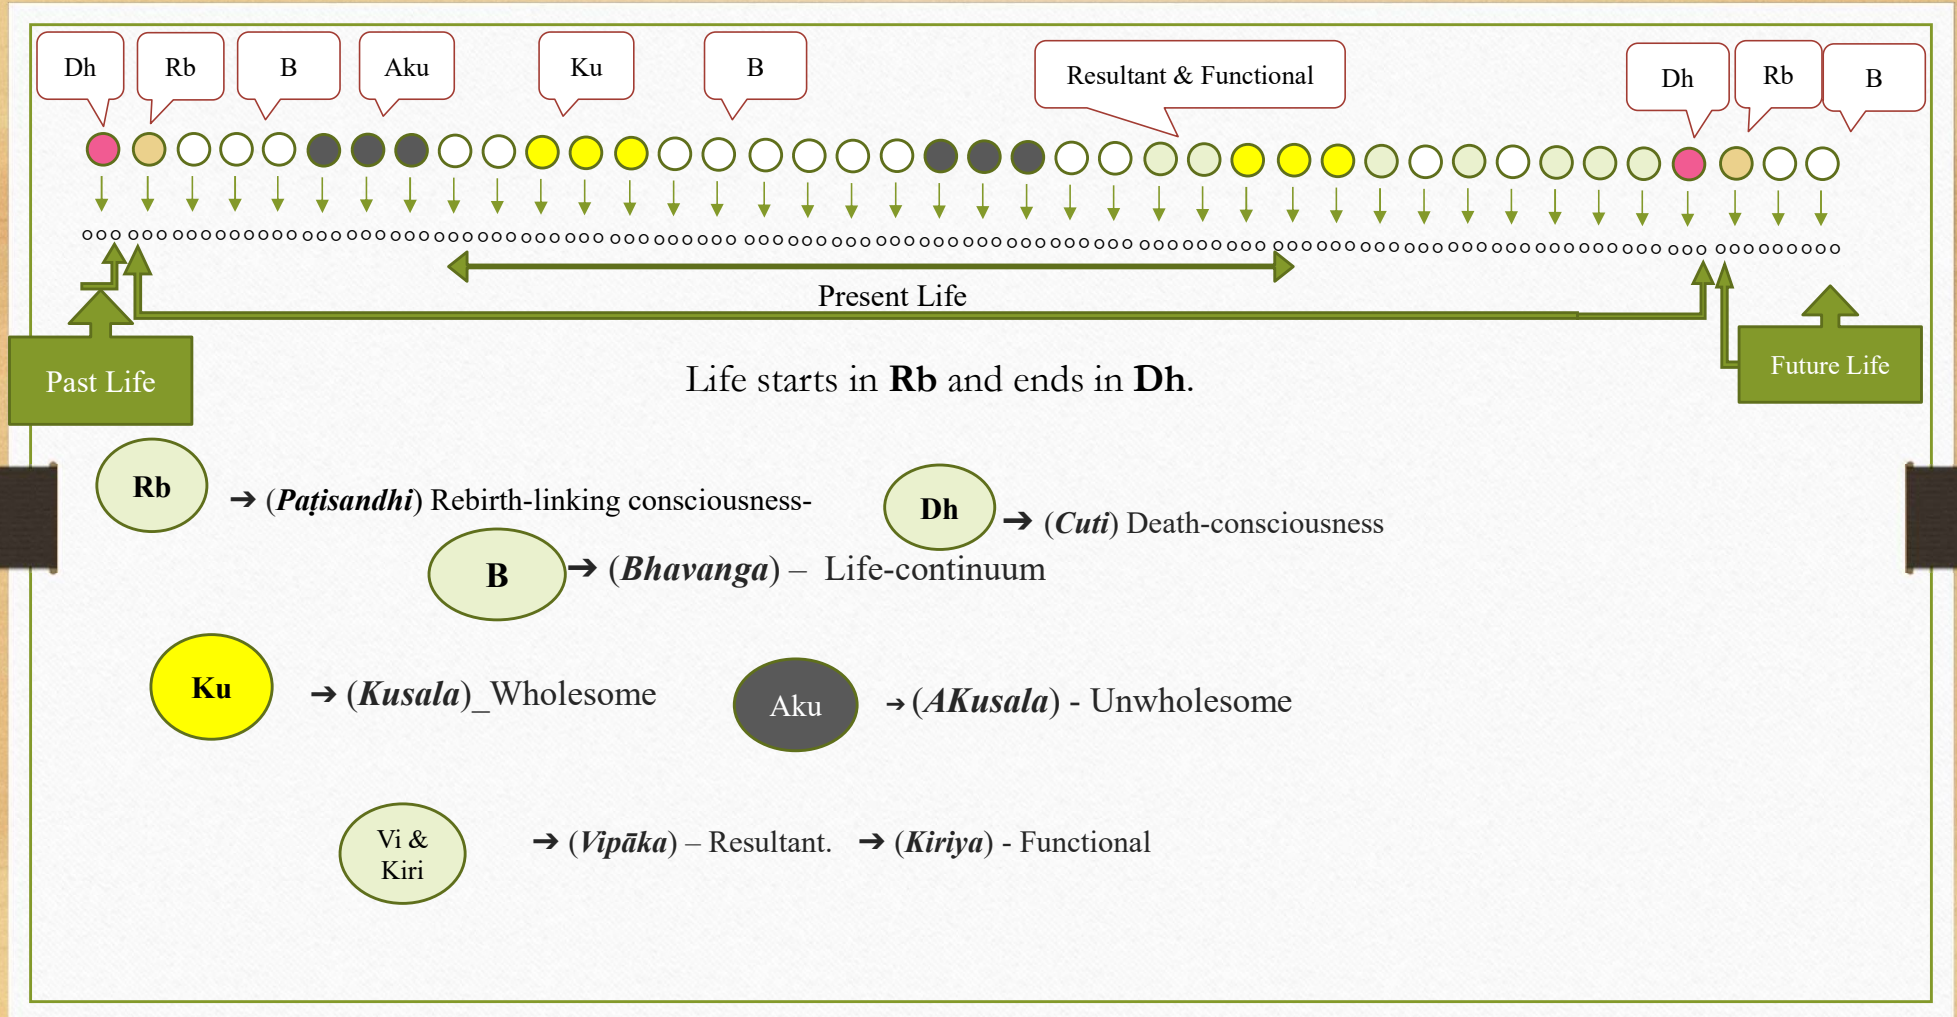 Dh
Rb
B
Aku
Ku
B
Resultant & Functional
Dh
Rb
B
Present Life
Past Life
Life starts in Rb and ends in Dh.
Future Life
Rb
➔ (Paṭisandhi) Rebirth-linking consciousness-
Dh
➔ (Cuti) Death-consciousness
B
➔ (Bhavanga) – Life-continuum
Ku
➔ (Kusala)_Wholesome
Aku
➔ (AKusala) - Unwholesome
Vi &
Kiri
➔ (Vipāka) – Resultant. ➔ (Kiriya) - Functional